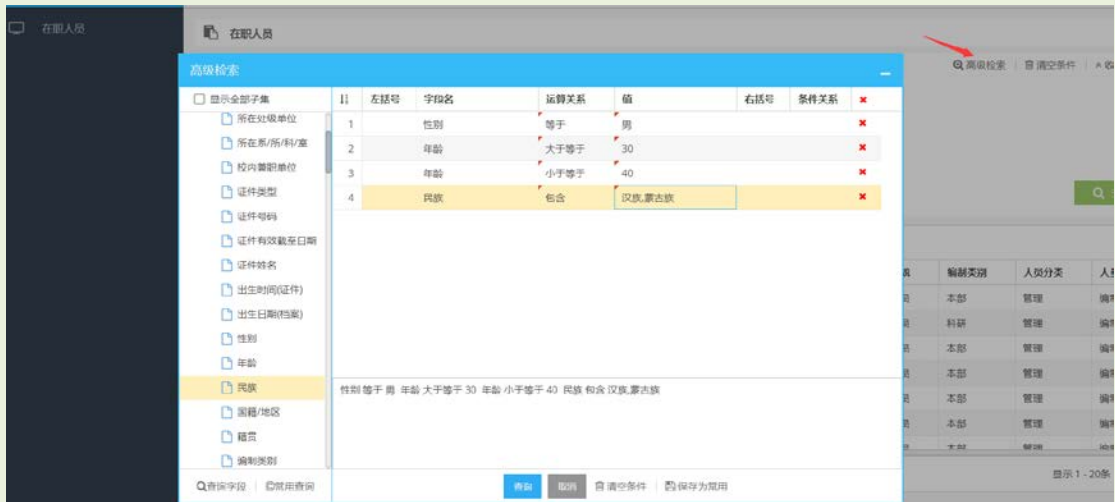 在职人员
在职人员
高级检索 清空条件
高级检索
显示全部子集 左括号 字段名 运算关系 值 右括号 条件关系
所在处级单位
所在系/所/科/室
校内兼职单位
证件类型
证件号码
证件有效截至日期
证件姓名
出生时间(证件)
出生日期(档案)
性别
年龄
民族
国籍/地区
籍贯
编制类别
1 性别 等于 男
2 年龄 大于等于 30
3 年龄 小于等于 40
4 民族 包含 汉族,蒙古族
性别 等于 男 年龄 大于等于 30 年龄 小于等于 40 民族 包含 汉族,蒙古族
查询字段 常用查询 查询 取消 清空条件 保存为常用
编制类别 人员分类
本部 管理
科研 管理
本部 管理
本部 管理
本部 管理
本部 管理
显示 1 - 20条